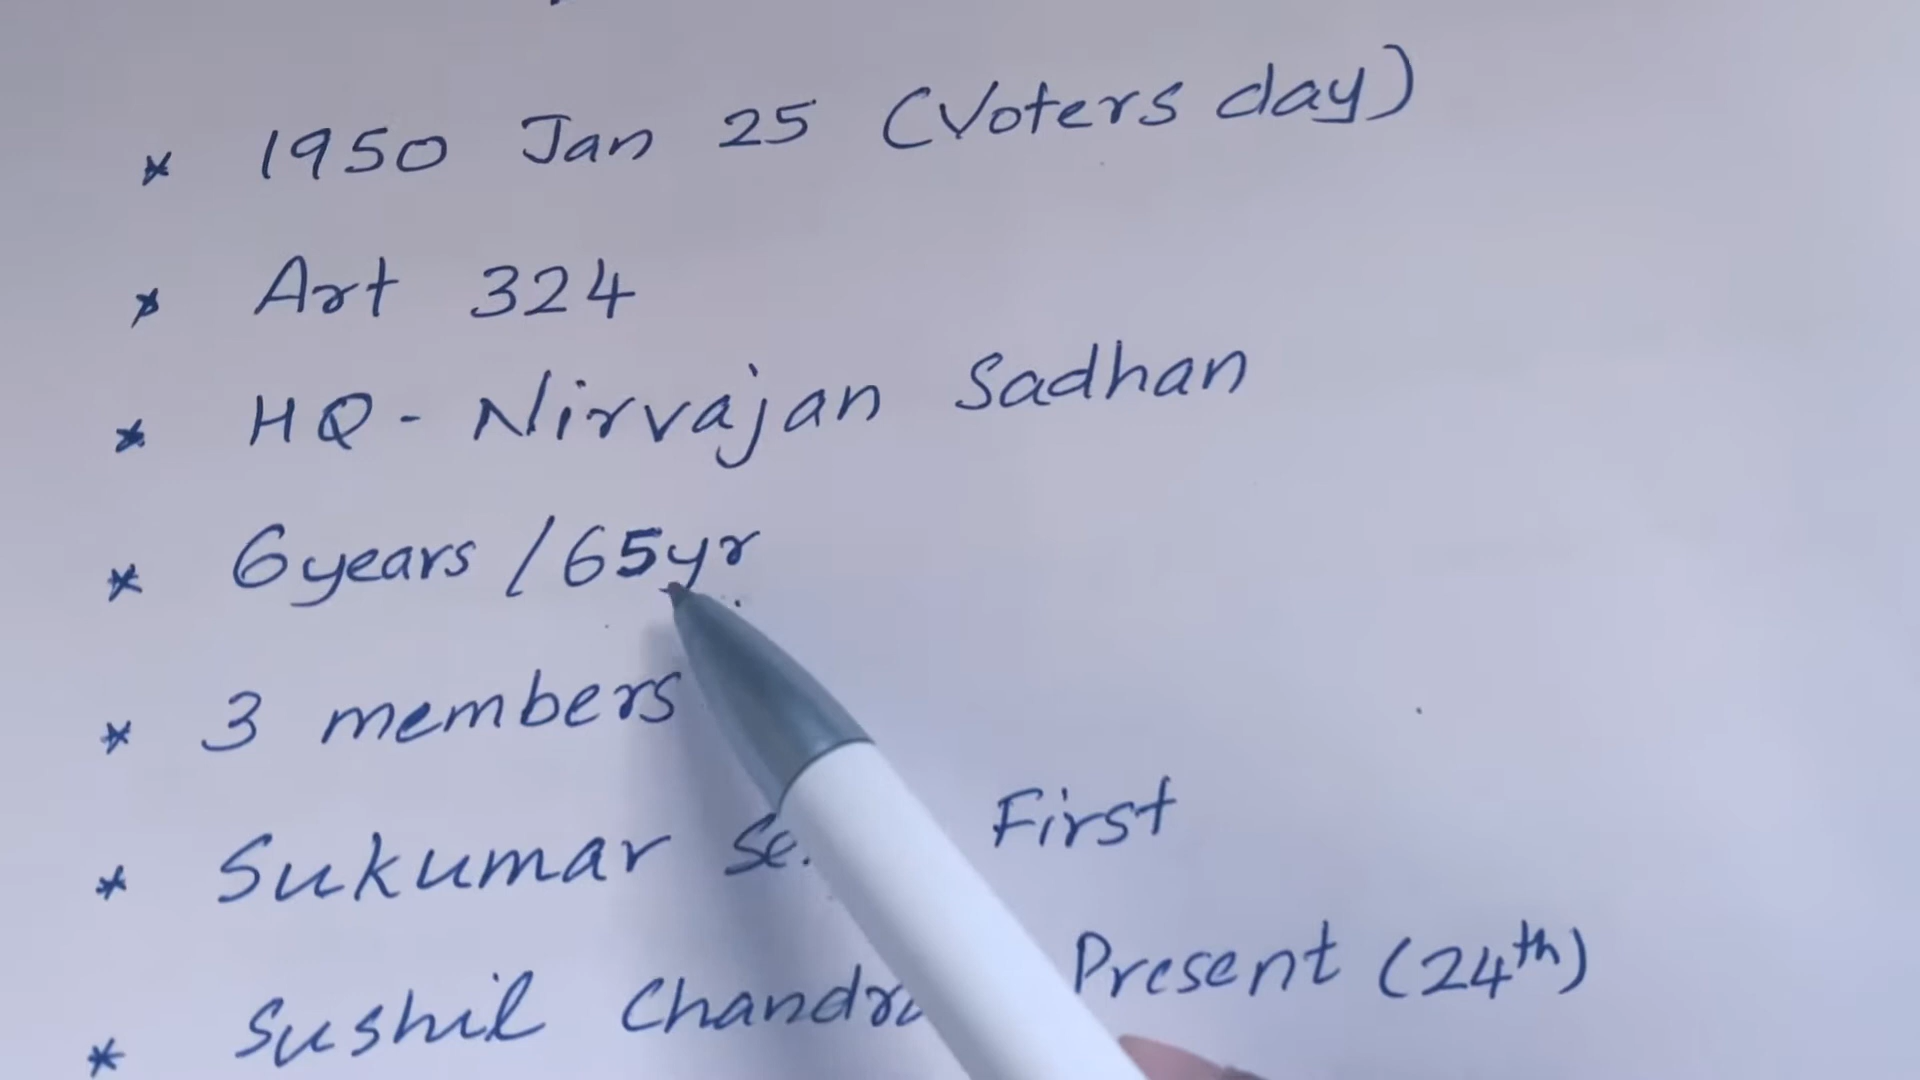 * 1950 Jan 25 (Voters day)
* Art 324
* HQ - Nirvajan Sadhan
* 6years / 65yr
* 3 members
* Sukumar First
* Sushil Present (24th)